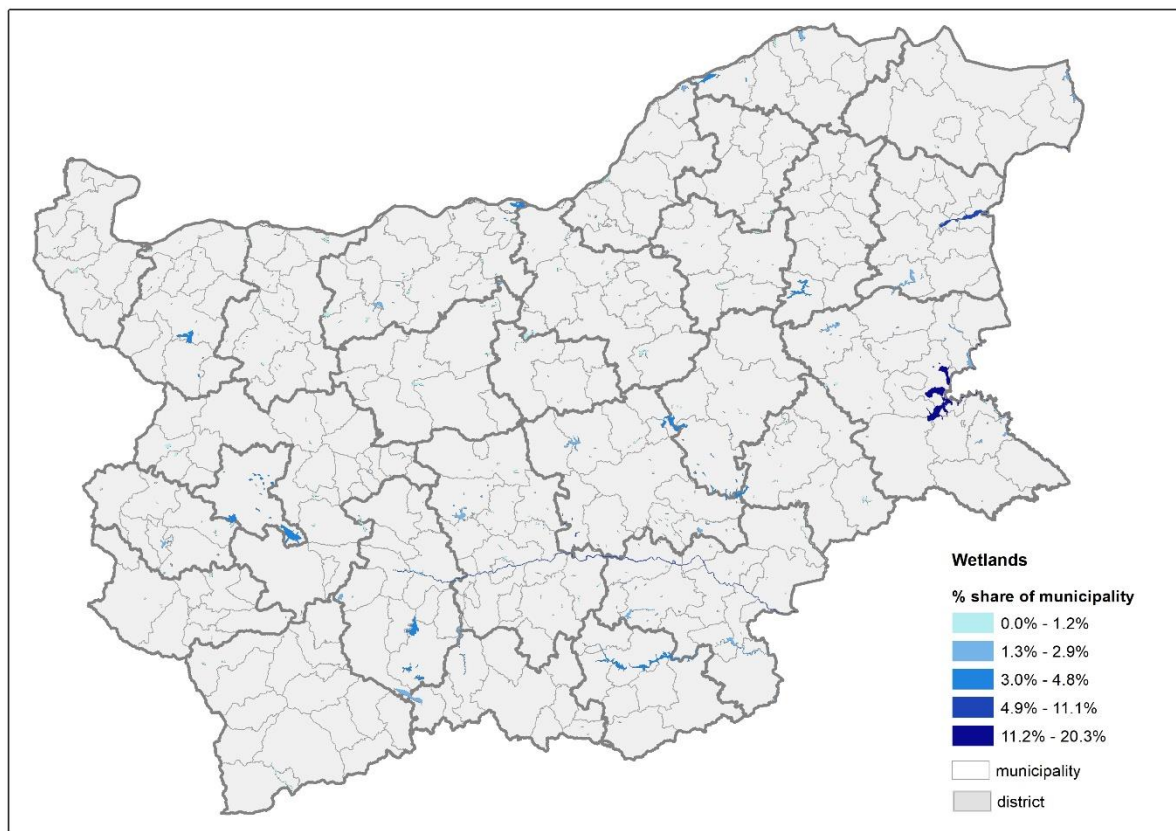 Wetlands
% share of municipality
0.0% - 1.2%
1.3% - 2.9%
3.0% - 4.8%
4.9% - 11.1%
11.2% - 20.3%
municipality
district